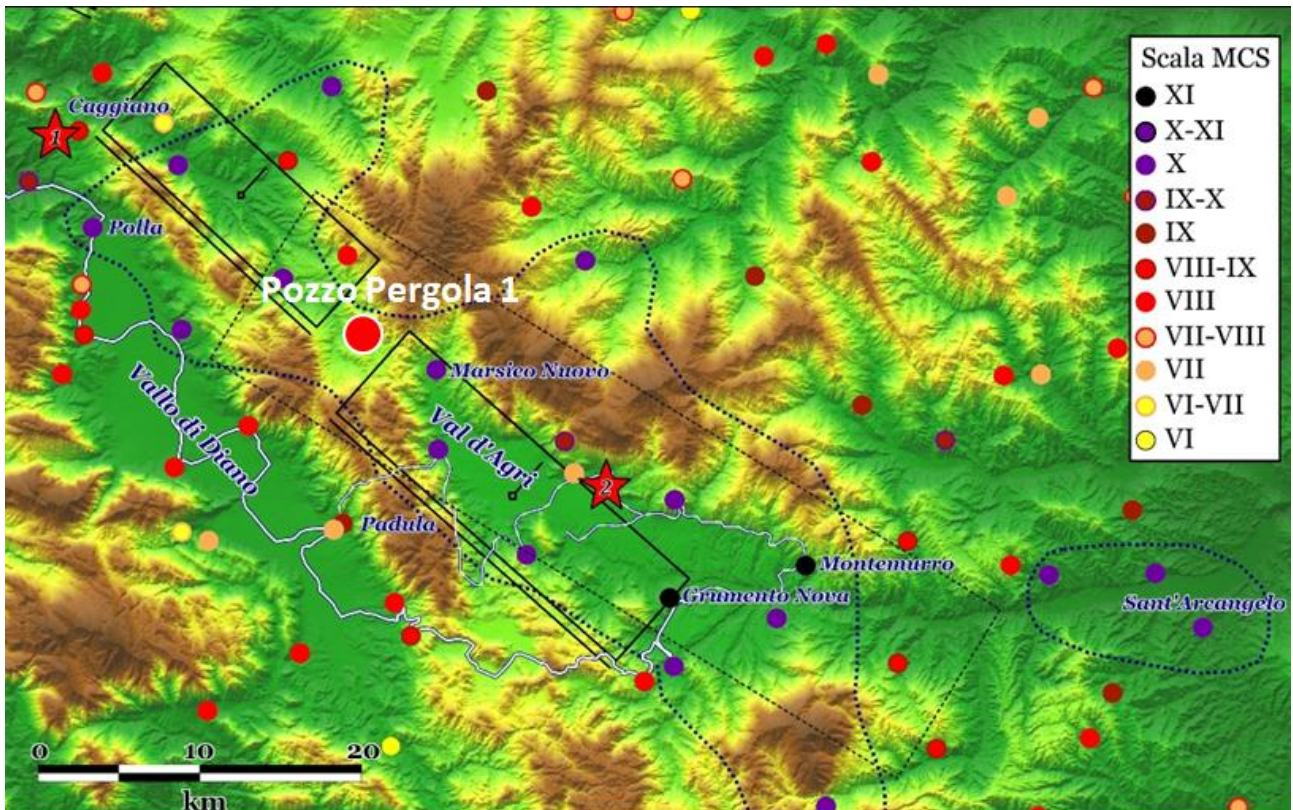 Scala MCS
XI
X-XI
X
IX-X
IX
VIII-IX
VIII
VII-VIII
VII
VI-VII
VI
Caggiano
1
Polla
Pozzo Pergola 1
Marsico Nuovo
Vallo di Diano
Val d'Agri
2
Padula
Montemurro
Grumento Nova
Sant'Arcangelo
0 10 20
km